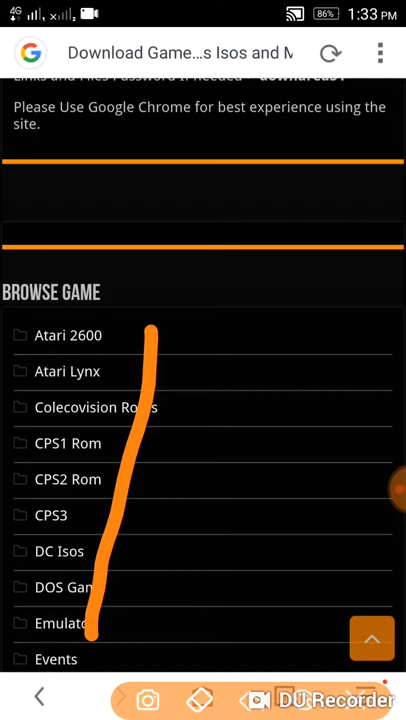 4G 86% 1:33 PM
Download Game...s Isos and M
Links and Files Password If needed
Please Use Google Chrome for best experience using the
site.
BROWSE GAME
Atari 2600
Atari Lynx
Colecovision Ro s
CPS1 Rom
CPS2 Rom
CPS3
DC Isos
DOS Gam
Emulato
Events
DU Recorder